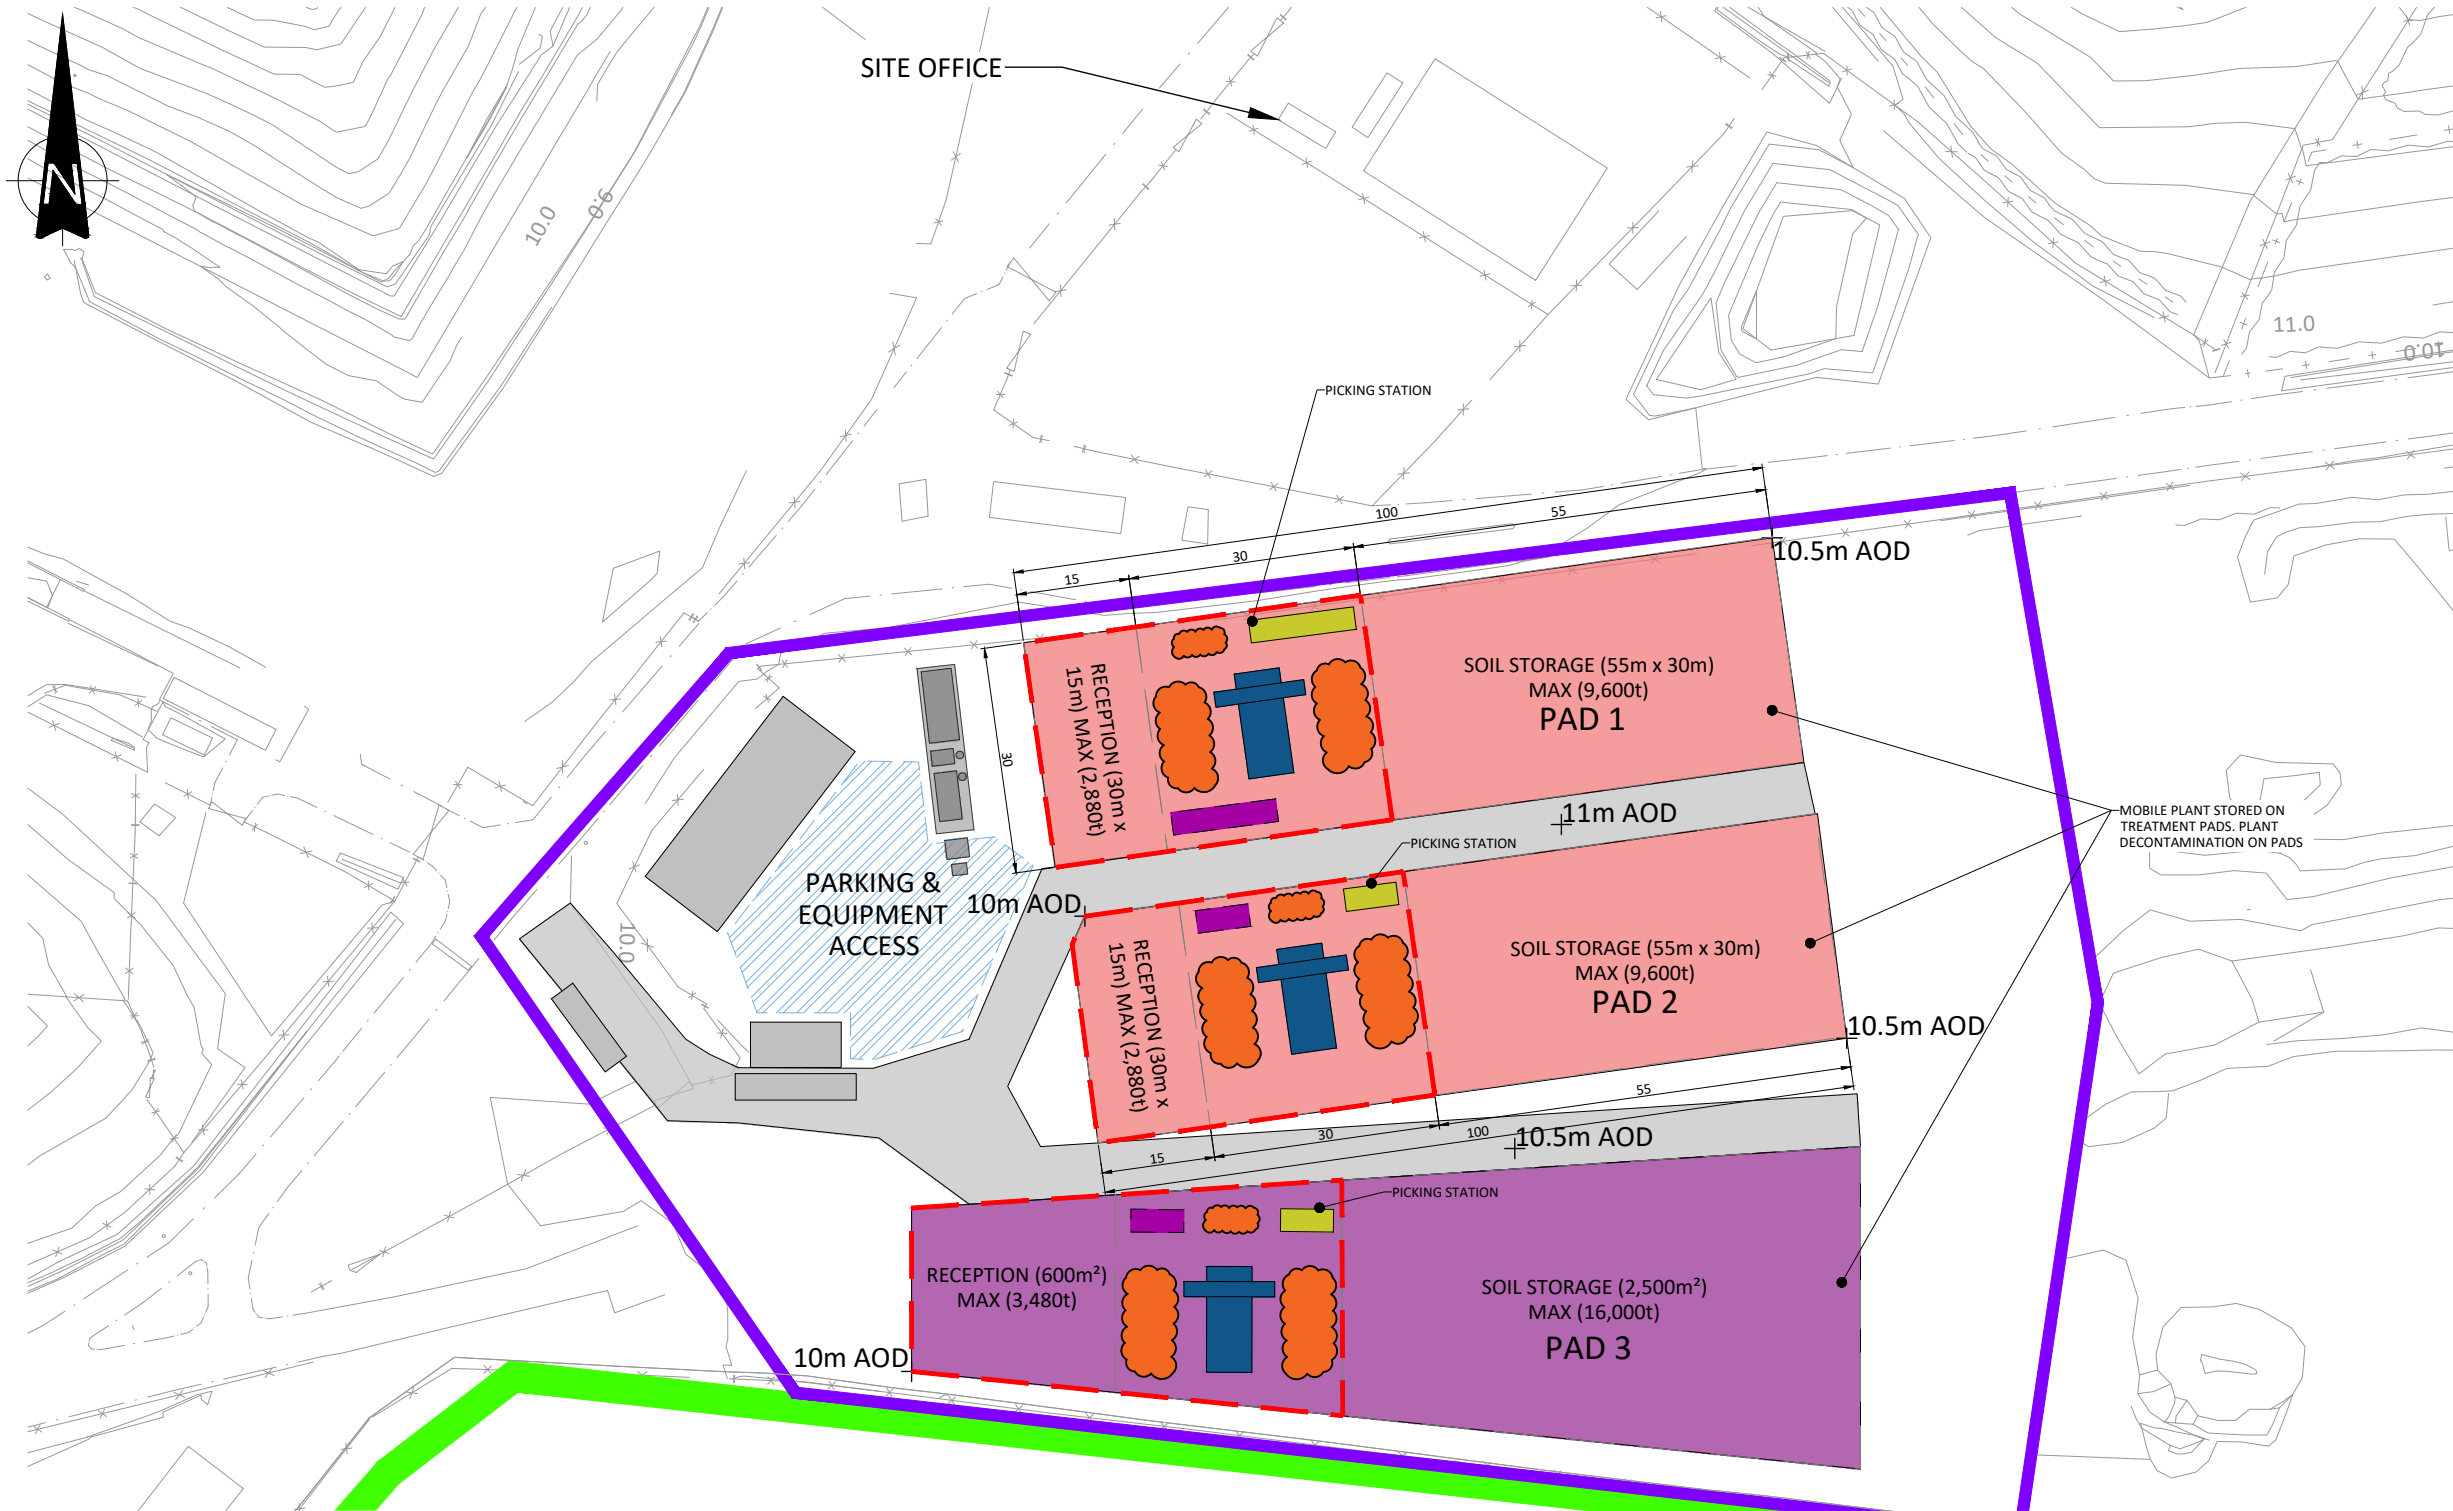 SITE OFFICE
N
10.0
9.0
11.0
10.0
PICKING STATION
100
55
30
15
10.5m AOD
30
RECEPTION (30m x
15m) MAX (2,880t)
SOIL STORAGE (55m x 30m)
MAX (9,600t)
PAD 1
11m AOD
MOBILE PLANT STORED ON
TREATMENT PADS. PLANT
DECONTAMINATION ON PADS
PICKING STATION
PARKING &
EQUIPMENT
ACCESS
10m AOD
10.0
RECEPTION (30m x
15m) MAX (2,880t)
SOIL STORAGE (55m x 30m)
MAX (9,600t)
PAD 2
10.5m AOD
55
30
100
15
10.5m AOD
PICKING STATION
RECEPTION (600m²)
MAX (3,480t)
SOIL STORAGE (2,500m²)
MAX (16,000t)
PAD 3
10m AOD